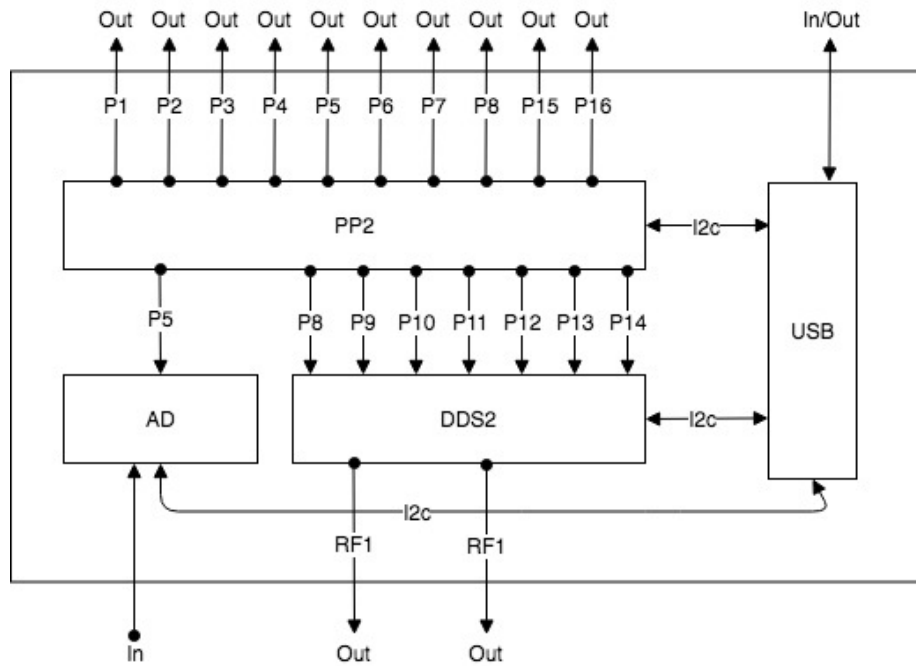 Out Out Out Out Out Out Out Out Out Out In/Out
P1 P2 P3 P4 P5 P6 P7 P8 P15 P16
PP2
I2c
P5 P8 P9 P10 P11 P12 P13 P14
USB
AD DDS2
I2c
I2c
RF1 RF1
In Out Out